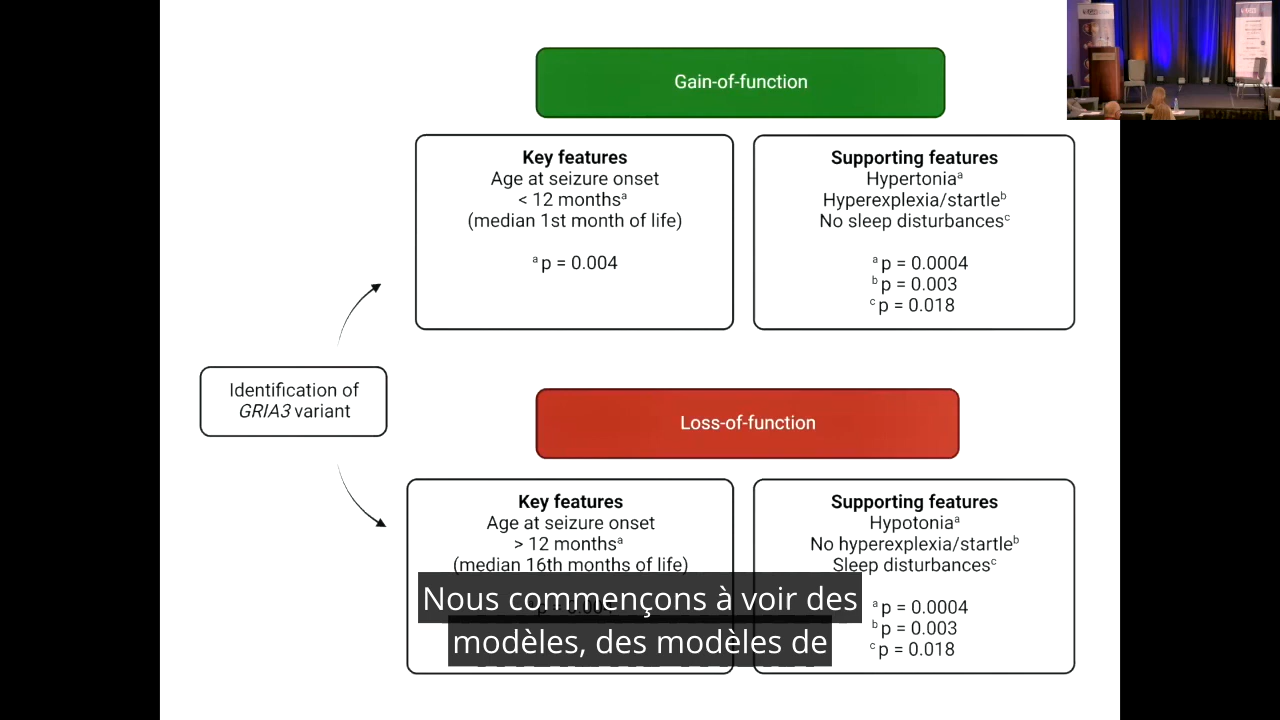 Gain-of-function
Key features
Age at seizure onset
< 12 monthsᵃ
(median 1st month of life)
ᵃ p = 0.004
Supporting features
Hypertoniaᵃ
Hyperexplexia/startleᵇ
No sleep disturbancesᶜ
ᵃ p = 0.0004
ᵇ p = 0.003
ᶜ p = 0.018
Identification of
GRIA3 variant
Loss-of-function
Key features
Age at seizure onset
> 12 monthsᵃ
(median 16th months of life)
Supporting features
Hypotoniaᵃ
No hyperexplexia/startleᵇ
Sleep disturbancesᶜ
ᵃ p = 0.0004
ᵇ p = 0.003
ᶜ p = 0.018
Nous commençons à voir des
modèles, des modèles de